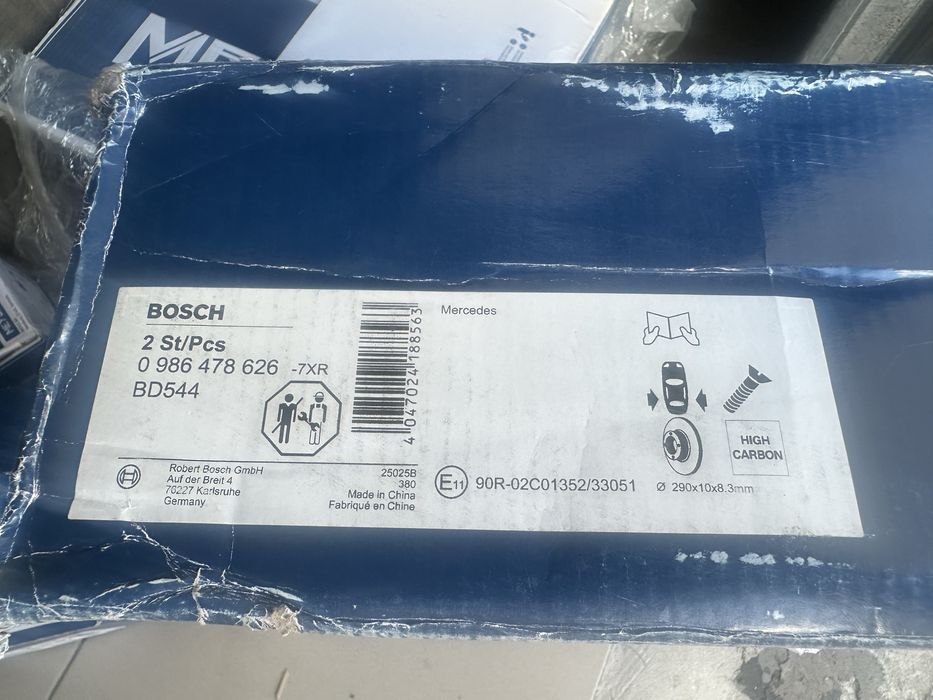 BOSCH
2 St/Pcs
0 986 478 626 -7XR
BD544
4 047024 188563
Mercedes
HIGH
CARBON
Robert Bosch GmbH
Auf der Breit 4
76227 Karlsruhe
Germany
25025B
380
Made in China
Fabriqué en Chine
E11 90R-02C01352/33051
Ø 290x10x8.3mm